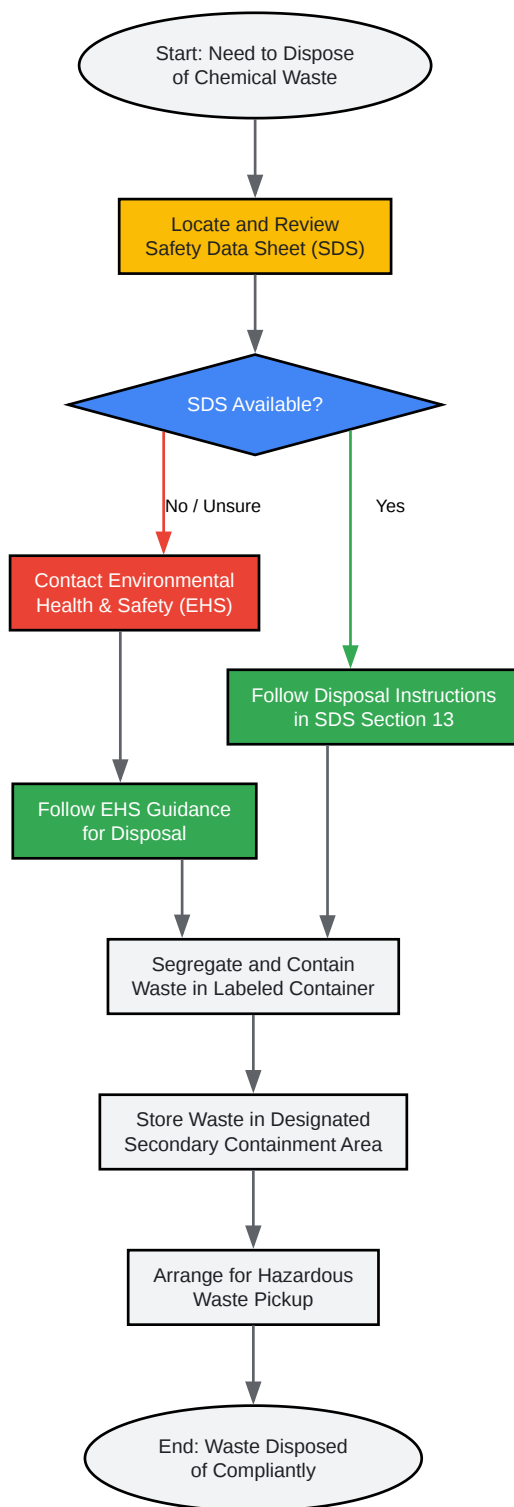 Start: Need to Dispose
of Chemical Waste
Locate and Review
Safety Data Sheet (SDS)
SDS Available?
No / Unsure
Yes
Contact Environmental
Health & Safety (EHS)
Follow Disposal Instructions
in SDS Section 13
Follow EHS Guidance
for Disposal
Segregate and Contain
Waste in Labeled Container
Store Waste in Designated
Secondary Containment Area
Arrange for Hazardous
Waste Pickup
End: Waste Disposed
of Compliantly